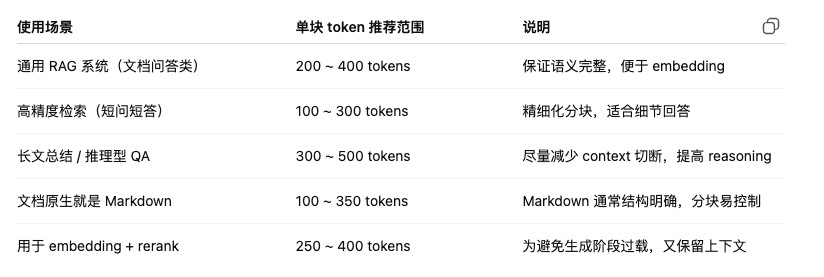 使用场景 单块 token 推荐范围 说明
通用 RAG 系统（文档问答类） 200 ~ 400 tokens 保证语义完整，便于 embedding
高精度检索（短问短答） 100 ~ 300 tokens 精细化分块，适合细节回答
长文总结 / 推理型 QA 300 ~ 500 tokens 尽量减少 context 切断，提高 reasoning
文档原生就是 Markdown 100 ~ 350 tokens Markdown 通常结构明确，分块易控制
用于 embedding + rerank 250 ~ 400 tokens 为避免生成阶段过载，又保留上下文